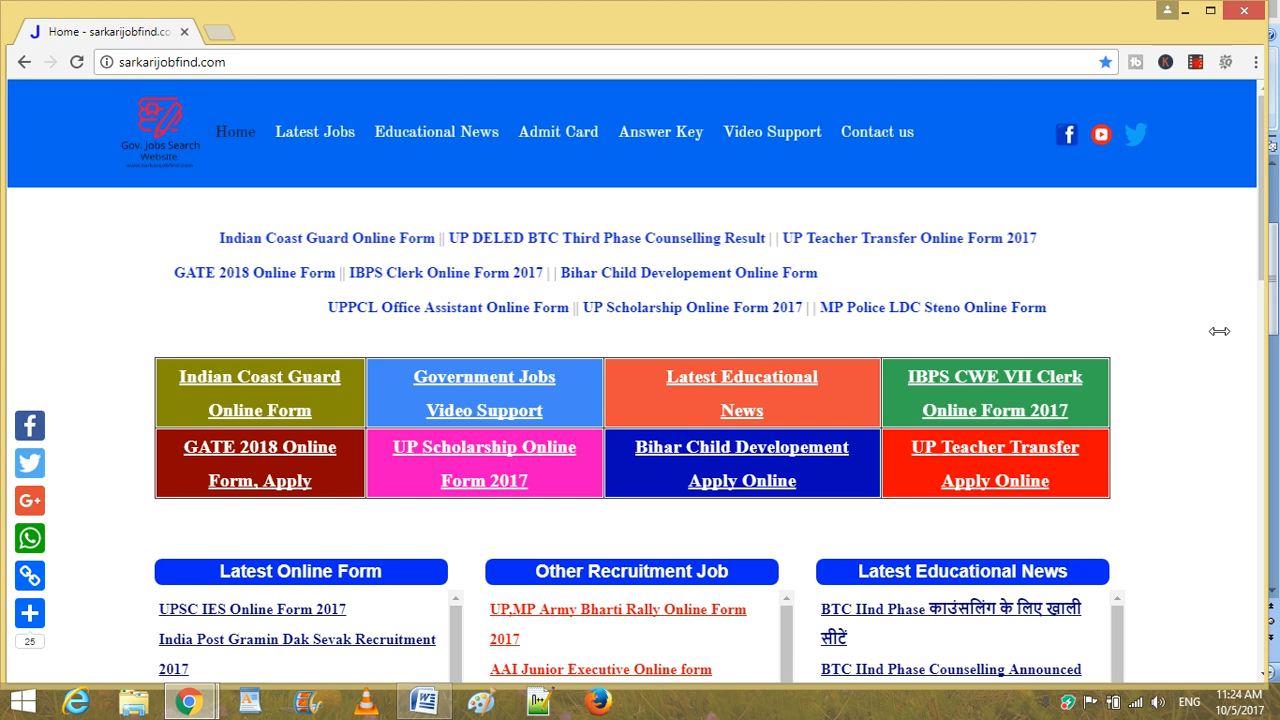 Home - sarkarijobfind.co
sarkarijobfind.com
Gov. Jobs Search
Website
www.sarkarijobfind.com
Home Latest Jobs Educational News Admit Card Answer Key Video Support Contact us
Indian Coast Guard Online Form || UP DELED BTC Third Phase Counselling Result | | UP Teacher Transfer Online Form 2017
GATE 2018 Online Form || IBPS Clerk Online Form 2017 | | Bihar Child Developement Online Form
UPPCL Office Assistant Online Form || UP Scholarship Online Form 2017 | | MP Police LDC Steno Online Form
Indian Coast Guard Online Form
Government Jobs Video Support
Latest Educational News
IBPS CWE VII Clerk Online Form 2017
GATE 2018 Online Form, Apply
UP Scholarship Online Form 2017
Bihar Child Developement Apply Online
UP Teacher Transfer Apply Online
25
Latest Online Form
UPSC IES Online Form 2017
India Post Gramin Dak Sevak Recruitment
2017
Other Recruitment Job
UP,MP Army Bharti Rally Online Form
2017
AAI Junior Executive Online form
Latest Educational News
BTC IInd Phase काउंसलिंग के लिए खाली
सीटें
BTC IInd Phase Counselling Announced
ENG
11:24 AM
10/5/2017